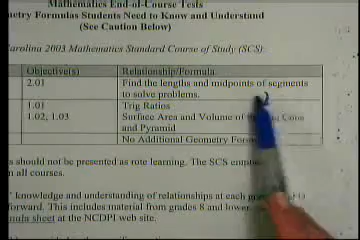 Mathematics End-of-Course Tests
Formulas Students Need to Know and Understand
(See Caution Below)
Carolina 2003 Mathematics Standard Course of Study (SCS):
Objective(s) Relationship/Formula
2.01 Find the lengths and midpoints of segments
to solve problems.
1.01 Trig Ratios
1.02, 1.03 Surface Area and Volume of Cone
and Pyramid
No Additional Geometry
should not be presented as rote learning. The SCS
all courses.
knowledge and understanding of relationships at each
forward. This includes material from grades 8 and lower.
sheet at the NCDPI web site.